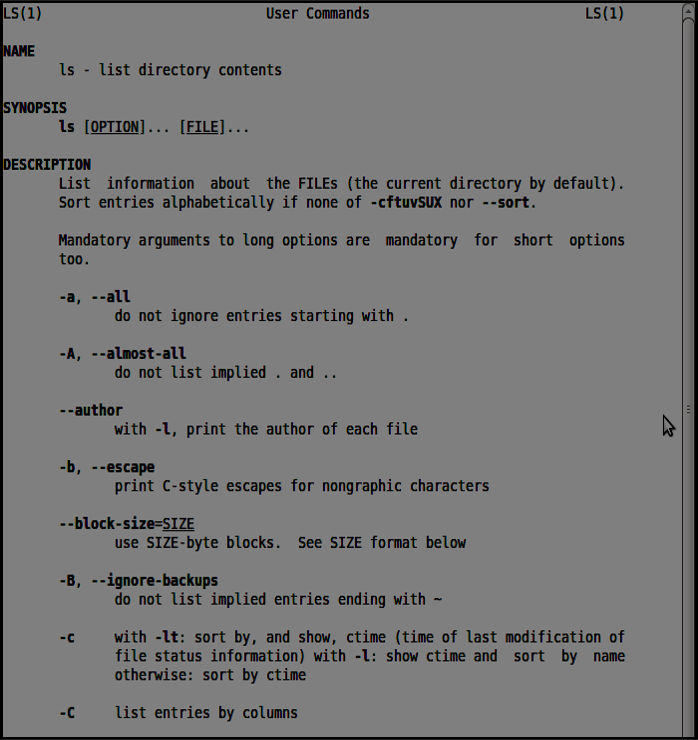 LS(1) User Commands LS(1)
NAME
ls - list directory contents
SYNOPSIS
ls [OPTION]... [FILE]...
DESCRIPTION
List information about the FILEs (the current directory by default).
Sort entries alphabetically if none of -cftuvSUX nor --sort.
Mandatory arguments to long options are mandatory for short options
too.
-a, --all
do not ignore entries starting with .
-A, --almost-all
do not list implied . and ..
--author
with -l, print the author of each file
-b, --escape
print C-style escapes for nongraphic characters
--block-size=SIZE
use SIZE-byte blocks. See SIZE format below
-B, --ignore-backups
do not list implied entries ending with ~
-c with -lt: sort by, and show, ctime (time of last modification of
file status information) with -l: show ctime and sort by name
otherwise: sort by ctime
-C list entries by columns